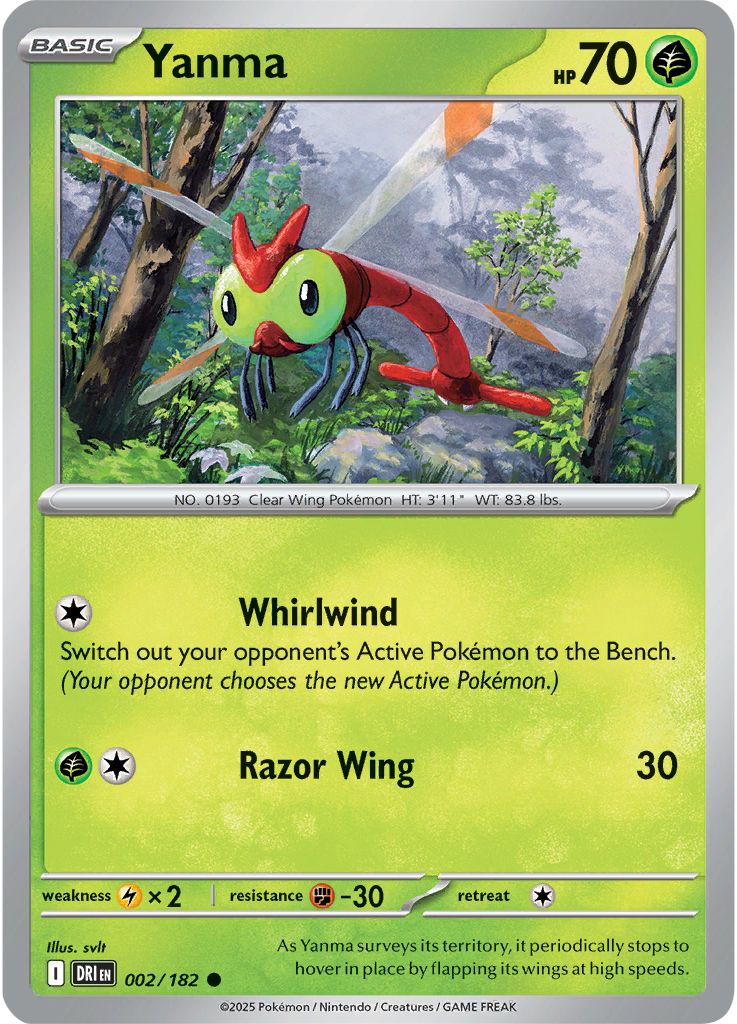 BASIC
Yanma
HP 70
NO. 0193 Clear Wing Pokémon HT: 3'11" WT: 83.8 lbs.
Whirlwind
Switch out your opponent's Active Pokémon to the Bench.
(Your opponent chooses the new Active Pokémon.)
Razor Wing 30
weakness ×2 resistance -30 retreat
Illus. svlt
As Yanma surveys its territory, it periodically stops to
hover in place by flapping its wings at high speeds.
I DRI EN 002/182
©2025 Pokémon / Nintendo / Creatures / GAME FREAK